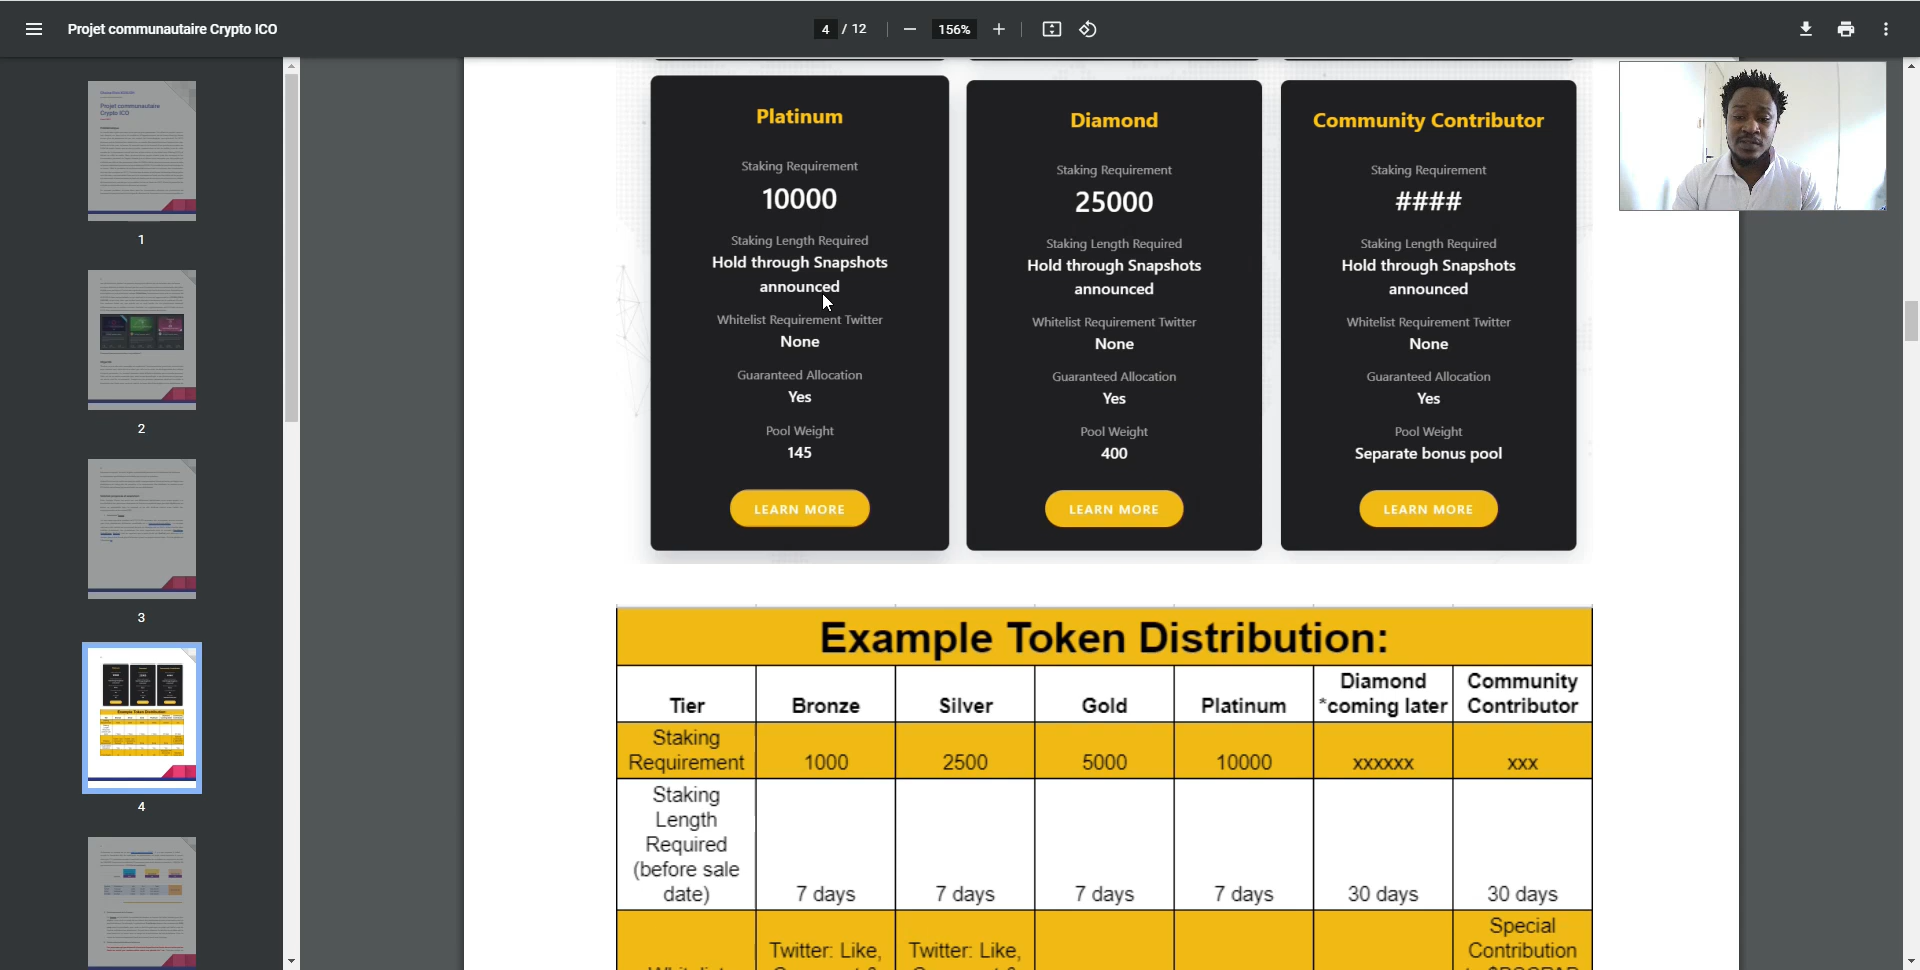 Projet communautaire Crypto ICO
4 / 12
156%
1
2
3
4
Platinum
Staking Requirement
10000
Staking Length Required
Hold through Snapshots
announced
Whitelist Requirement Twitter
None
Guaranteed Allocation
Yes
Pool Weight
145
LEARN MORE
Diamond
Staking Requirement
25000
Staking Length Required
Hold through Snapshots
announced
Whitelist Requirement Twitter
None
Guaranteed Allocation
Yes
Pool Weight
400
LEARN MORE
Community Contributor
Staking Requirement
####
Staking Length Required
Hold through Snapshots
announced
Whitelist Requirement Twitter
None
Guaranteed Allocation
Yes
Pool Weight
Separate bonus pool
LEARN MORE
Example Token Distribution:
Tier
Bronze
Silver
Gold
Platinum
Diamond
*coming later
Community
Contributor
Staking
Requirement
1000
2500
5000
10000
xxxxxx
xxx
Staking
Length
Required
(before sale
date)
7 days
7 days
7 days
7 days
30 days
30 days
Twitter: Like,
Twitter: Like,
Special
Contribution